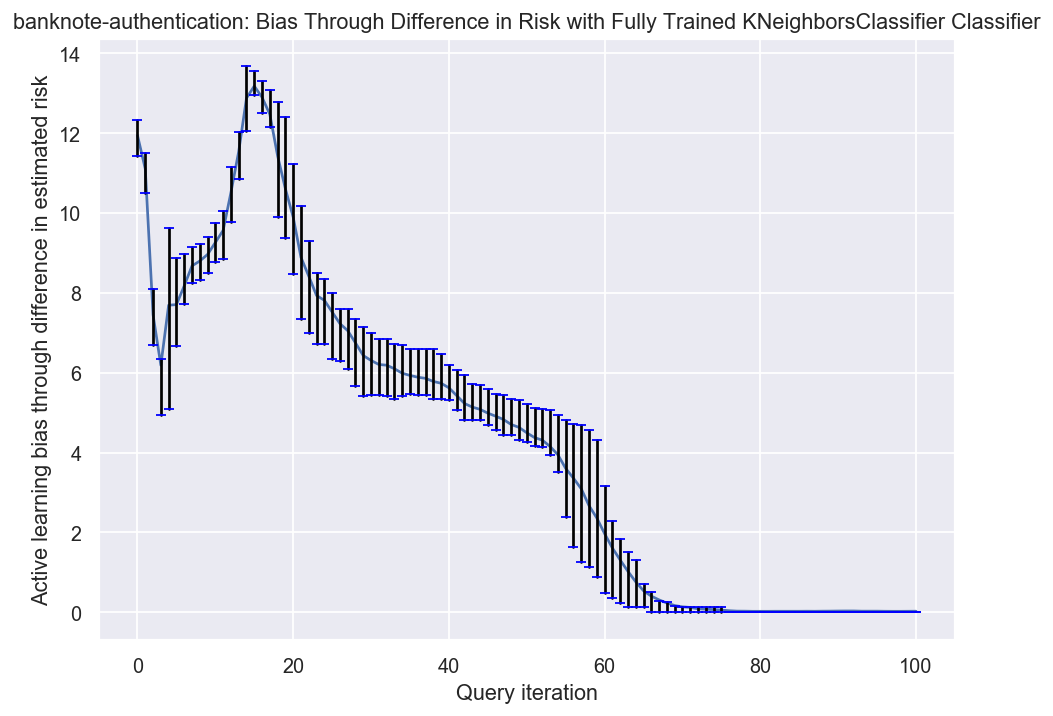 banknote-authentication: Bias Through Difference in Risk with Fully Trained KNeighborsClassifier Classifier
Active learning bias through difference in estimated risk
14
12
10
8
6
4
2
0
0 20 40 60 80 100
Query iteration